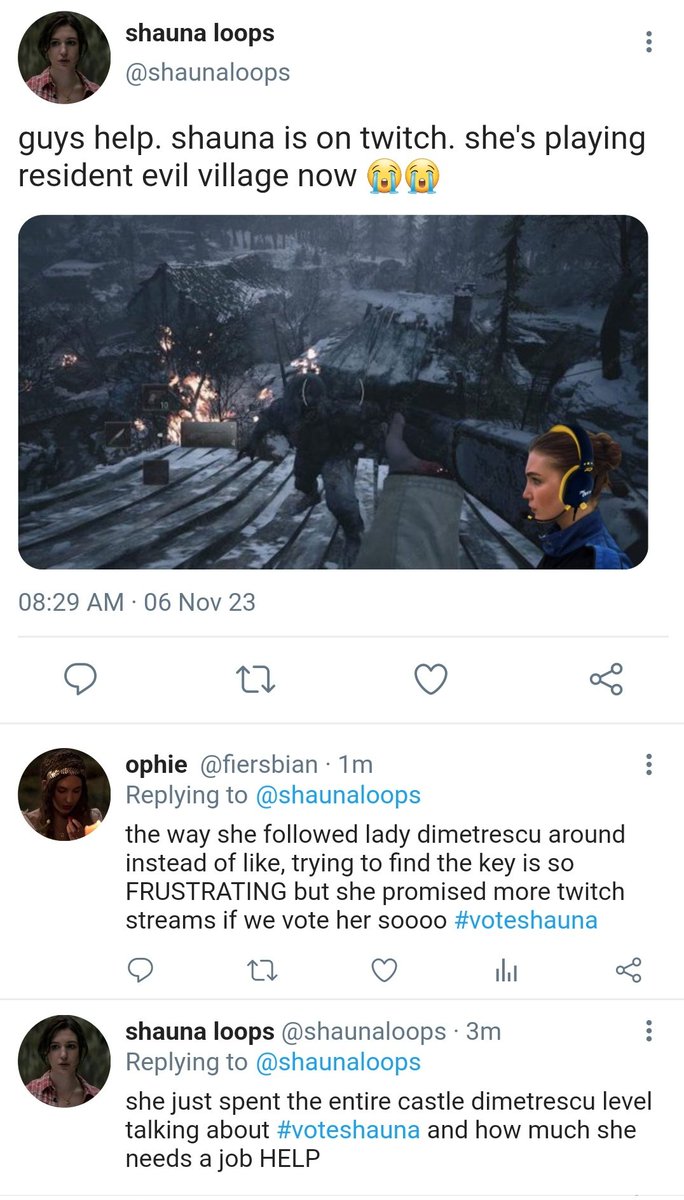 shauna loops
@shaunaloops
guys help. shauna is on twitch. she's playing
resident evil village now 😭😭
10
08:29 AM · 06 Nov 23
ophie @fiersbian · 1m
Replying to @shaunaloops
the way she followed lady dimetrescu around
instead of like, trying to find the key is so
FRUSTRATING but she promised more twitch
streams if we vote her soooo #voteshauna
shauna loops @shaunaloops · 3m
Replying to @shaunaloops
she just spent the entire castle dimetrescu level
talking about #voteshauna and how much she
needs a job HELP